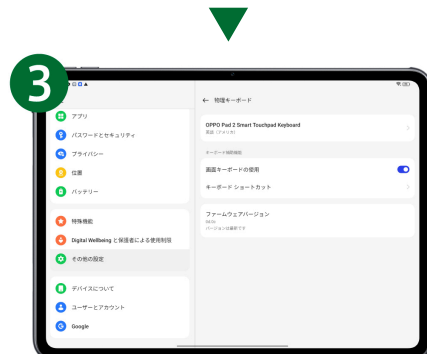 3
アプリ
パスワードとセキュリティ
プライバシー
位置
バッテリー
特殊機能
Digital Wellbeing と保護者による使用制限
その他の設定
デバイスについて
ユーザーとアカウント
Google
← 物理キーボード
OPPO Pad 2 Smart Touchpad Keyboard
英語 (アメリカ)
キーボード補助機能
画面キーボードの使用
キーボード ショートカット
ファームウェアバージョン
バージョンは最新です